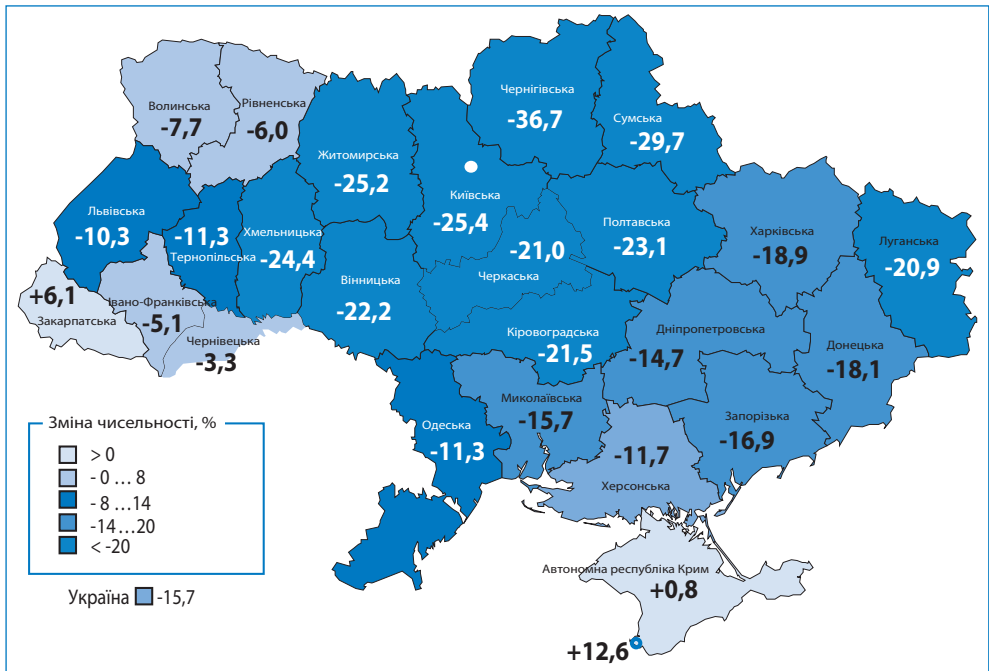 Волинська
-7,7
Рівненська
-6,0
Житомирська
-25,2
Київська
-25,4
Чернігівська
-36,7
Сумська
-29,7
Львівська
-10,3
-11,3
Тернопільська
Хмельницька
-24,4
Вінницька
-22,2
-21,0
Черкаська
Полтавська
-23,1
Харківська
-18,9
Луганська
-20,9
+6,1
Закарпатська
Івано-Франківська
-5,1
Чернівецька
-3,3
Кіровоградська
-21,5
Дніпропетровська
-14,7
Донецька
-18,1
Одеська
-11,3
Миколаївська
-15,7
Запорізька
-16,9
-11,7
Херсонська
Автономна республіка Крим
+0,8
+12,6
Зміна чисельності, %
> 0
- 0 ... 8
- 8 ...14
-14...20
< -20
Україна -15,7